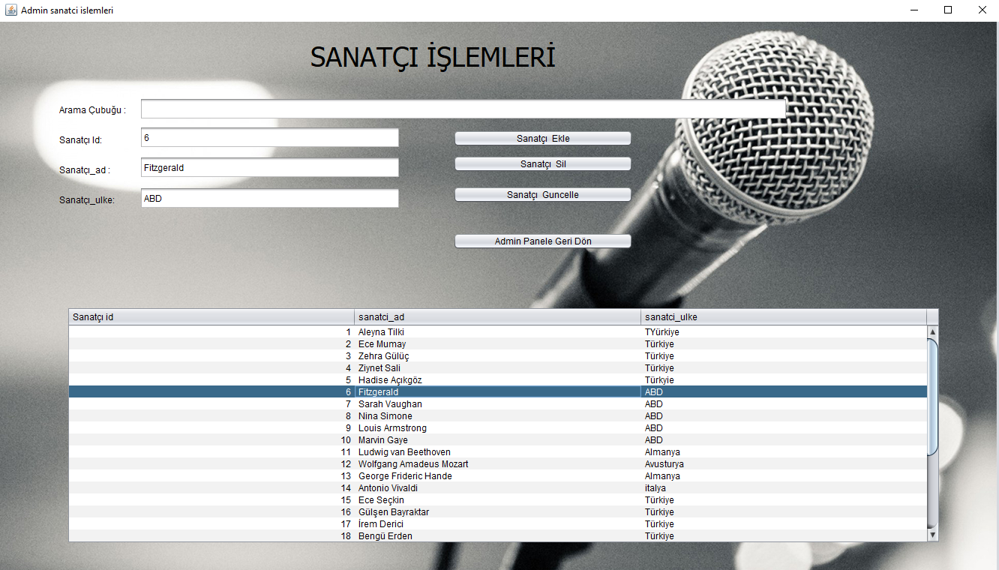 Admin sanatci islemleri
SANATÇI İŞLEMLERİ
Arama Çubuğu :
Sanatçı Id: 6 Sanatçı Ekle
Sanatçı_ad : Fitzgerald Sanatçı Sil
Sanatçı_ulke: ABD Sanatçı Guncelle
Admin Panele Geri Dön
Sanatçı id sanatci_ad sanatci_ulke
1 Aleyna Tilki TYürkiye
2 Ece Mumay Türkiye
3 Zehra Gülüç Türkiye
4 Ziynet Sali Türkiye
5 Hadise Açıkgöz Türkyie
6 Fitzgerald ABD
7 Sarah Vaughan ABD
8 Nina Simone ABD
9 Louis Armstrong ABD
10 Marvin Gaye ABD
11 Ludwig van Beethoven Almanya
12 Wolfgang Amadeus Mozart Avusturya
13 George Frideric Hande Almanya
14 Antonio Vivaldi italya
15 Ece Seçkin Türkiye
16 Gülşen Bayraktar Türkiye
17 İrem Derici Türkiye
18 Bengü Erden Türkiye